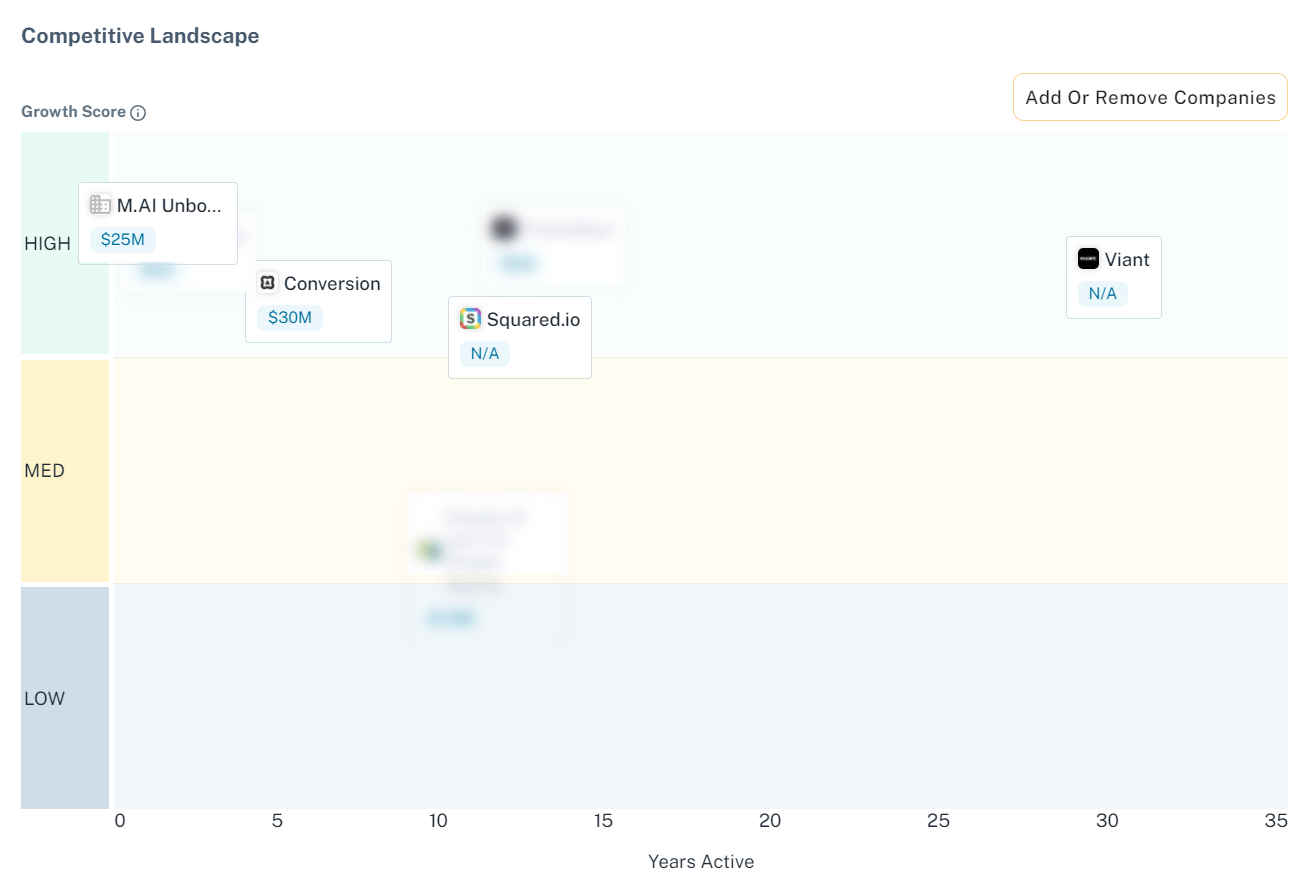 Competitive Landscape
Add Or Remove Companies
Growth Score
HIGH
M.AI Unbo...
$25M
Conversion
$30M
Squared.io
N/A
Viant
N/A
MED
LOW
0 5 10 15 20 25 30 35
Years Active